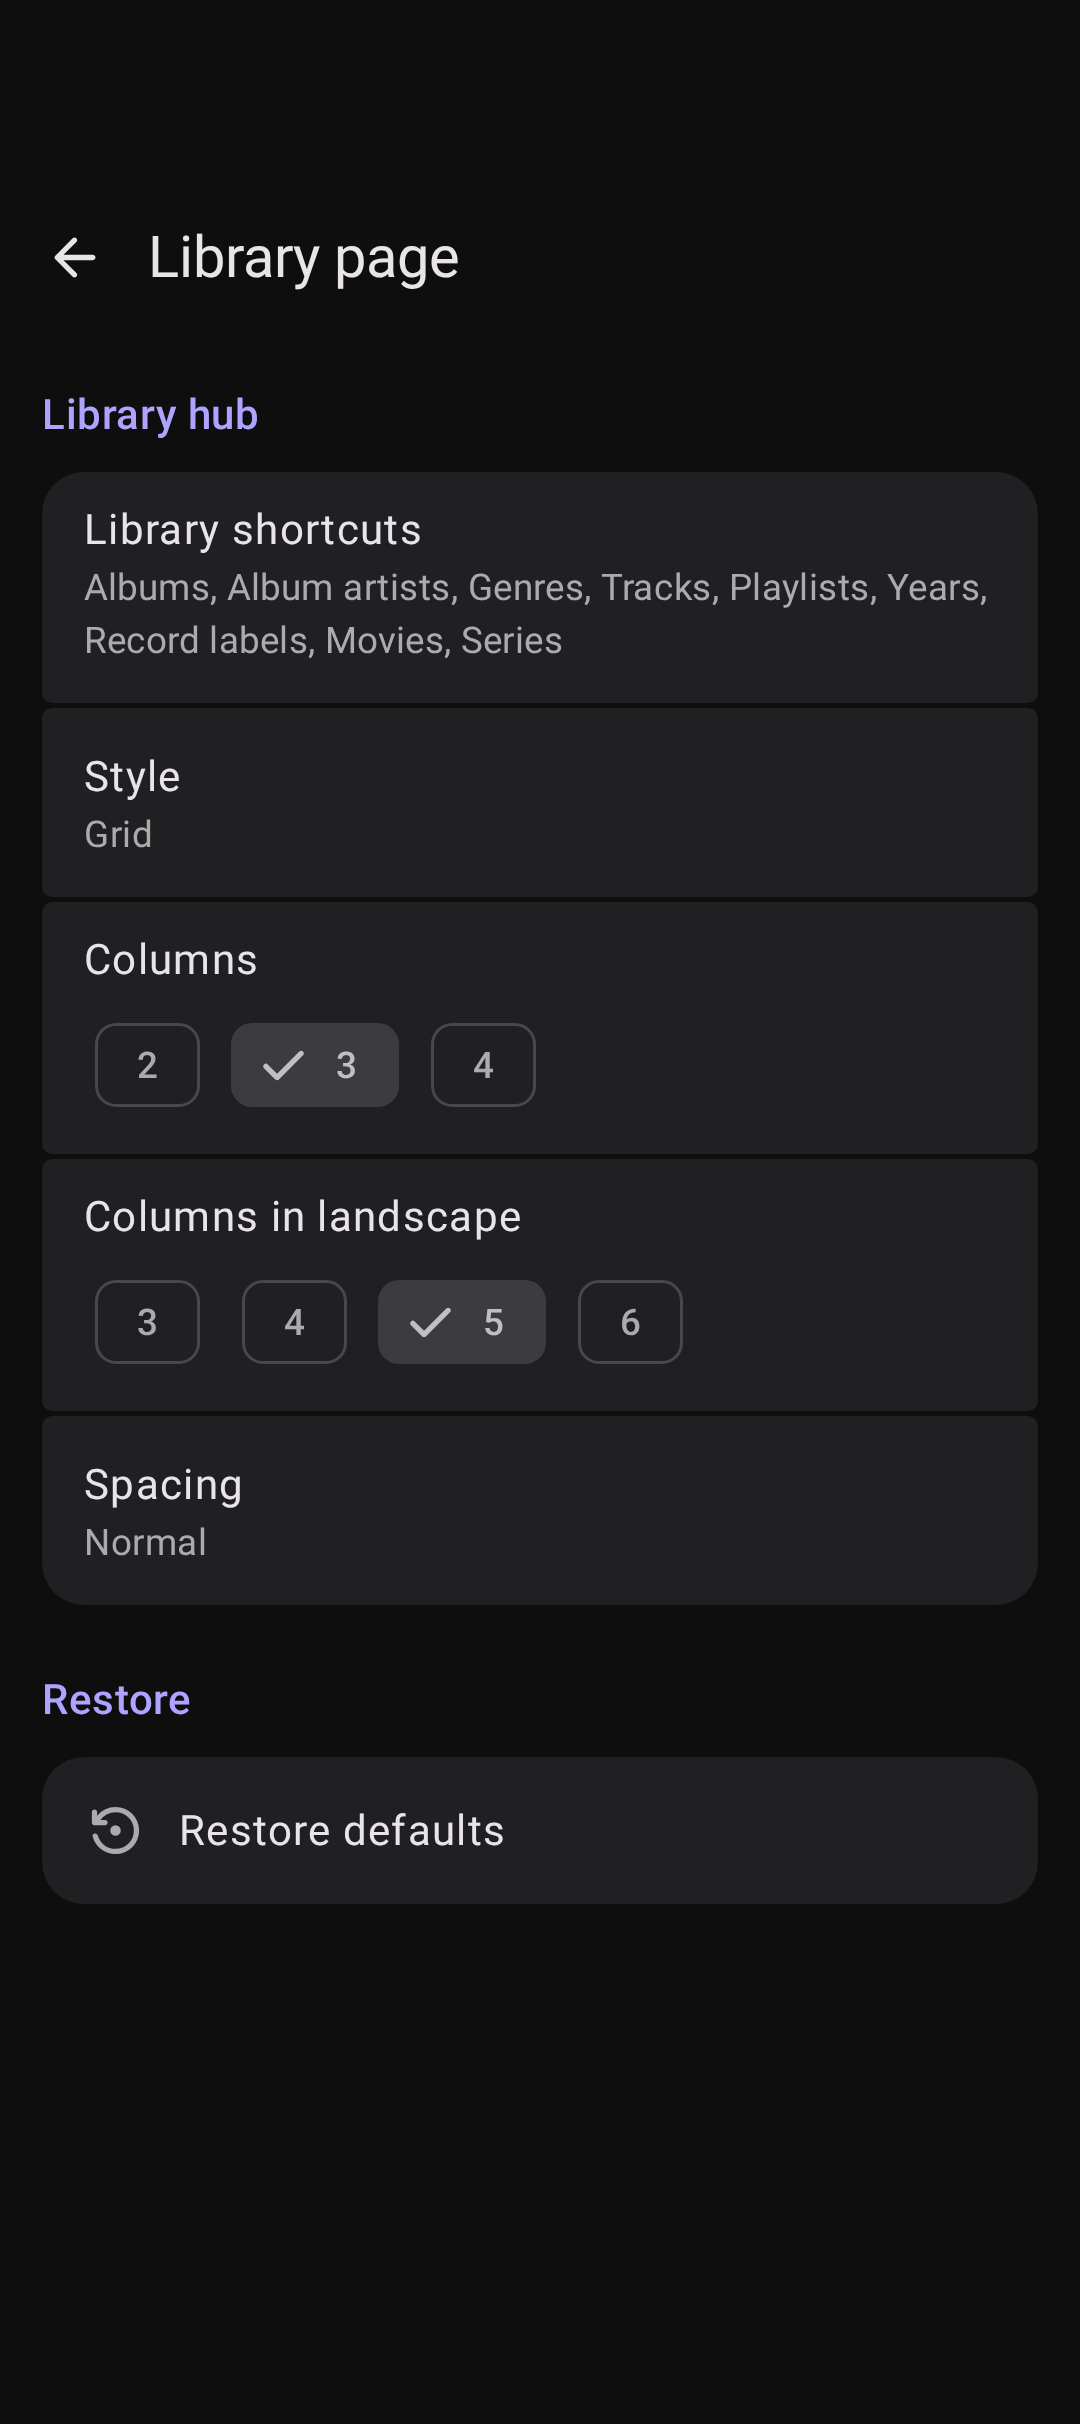 Library page
Library hub
Library shortcuts
Albums, Album artists, Genres, Tracks, Playlists, Years,
Record labels, Movies, Series
Style
Grid
Columns
2 3 4
Columns in landscape
3 4 5 6
Spacing
Normal
Restore
Restore defaults